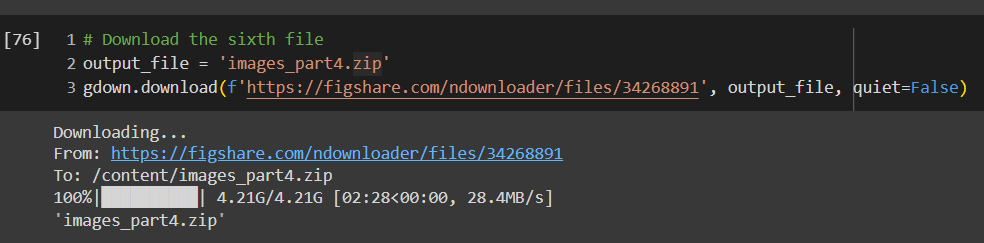 [76] 1 # Download the sixth file
2 output_file = 'images_part4.zip'
3 gdown.download(f'https://figshare.com/ndownloader/files/34268891', output_file, quiet=False)
Downloading...
From: https://figshare.com/ndownloader/files/34268891
To: /content/images_part4.zip
100%|██████████| 4.21G/4.21G [02:28<00:00, 28.4MB/s]
'images_part4.zip'